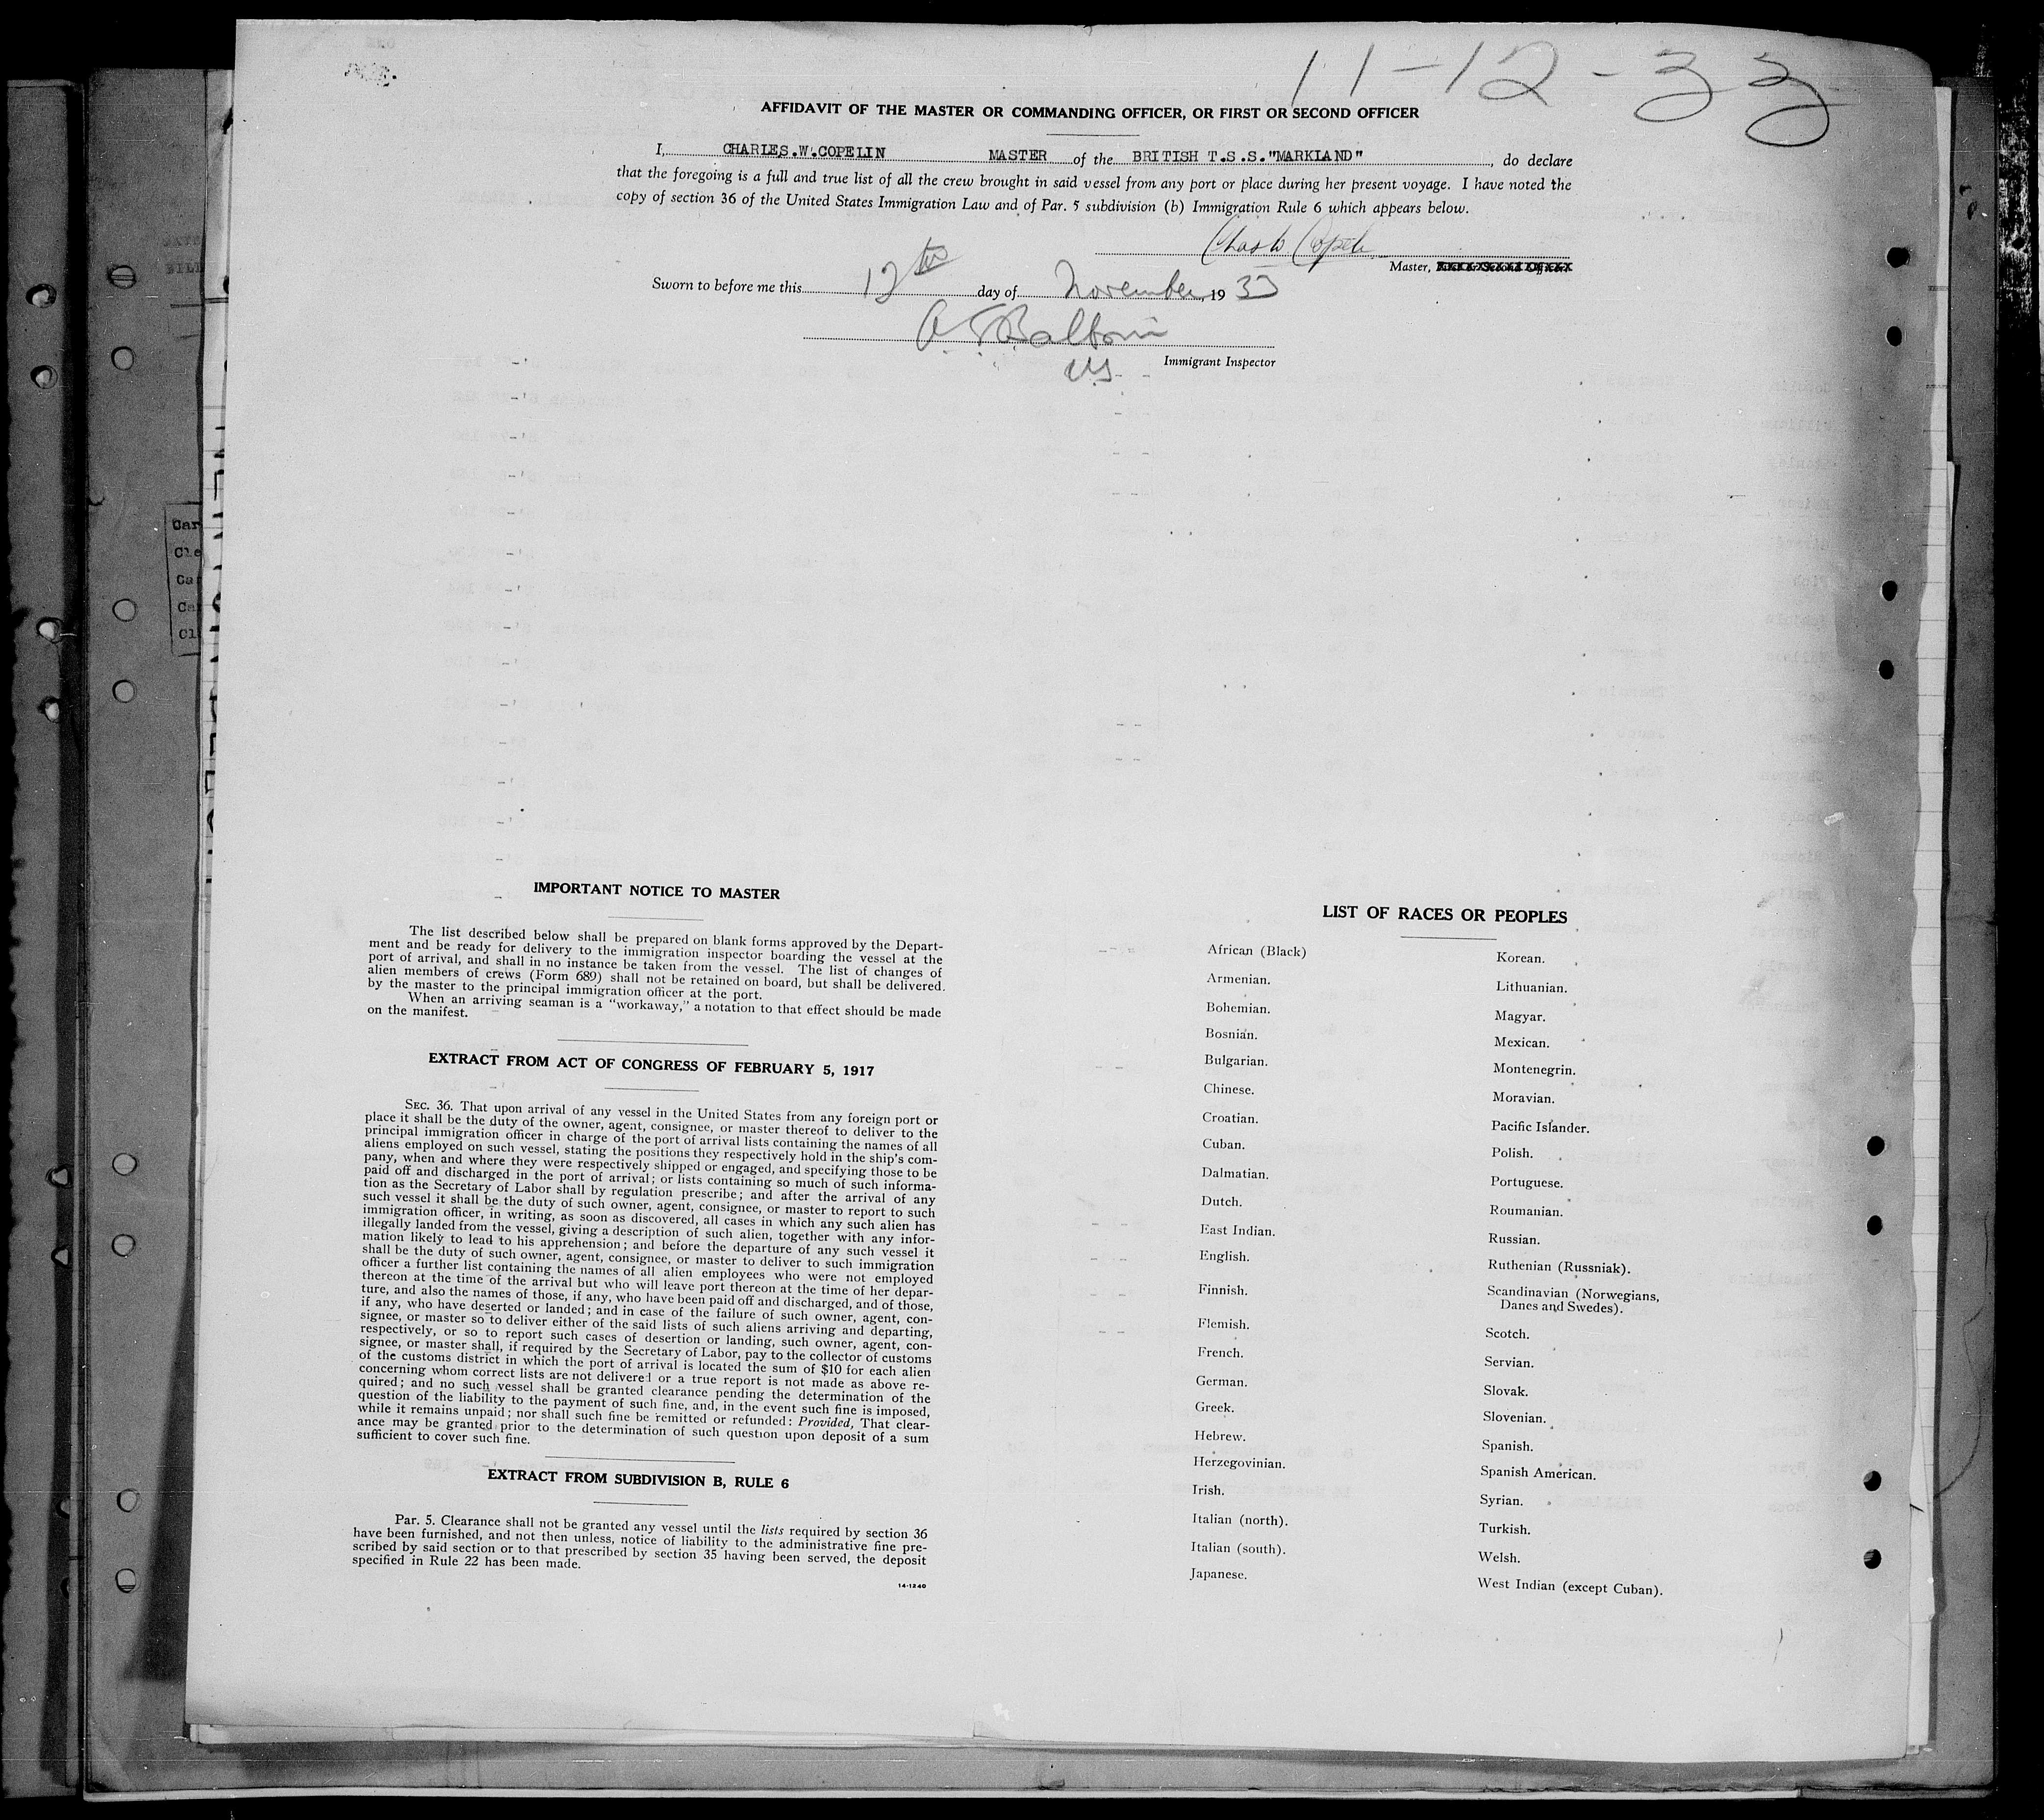 11-12-33
AFFIDAVIT OF THE MASTER OR COMMANDING OFFICER, OR FIRST OR SECOND OFFICER
I, CHARLES.W.COPELIN MASTER of the BRITISH T.S.S."MARKLAND", do declare
that the foregoing is a full and true list of all the crew brought in said vessel from any port or place during her present voyage. I have noted the
copy of section 36 of the United States Immigration Law and of Par. 5 subdivision (b) Immigration Rule 6 which appears below.
Chas W Copelin
Master,
Sworn to before me this 12th day of November, 1933
Immigrant Inspector
US
Car
Cle
Car
Car
Cl
IMPORTANT NOTICE TO MASTER
The list described below shall be prepared on blank forms approved by the Depart-
ment and be ready for delivery to the immigration inspector boarding the vessel at the
port of arrival, and shall in no instance be taken from the vessel. The list of changes of
alien members of crews (Form 689) shall not be retained on board, but shall be delivered
by the master to the principal immigration officer at the port.
When an arriving seaman is a "workaway," a notation to that effect should be made
on the manifest.
EXTRACT FROM ACT OF CONGRESS OF FEBRUARY 5, 1917
SEC. 36. That upon arrival of any vessel in the United States from any foreign port or
place it shall be the duty of the owner, agent, consignee, or master thereof to deliver to the
principal immigration officer in charge of the port of arrival lists containing the names of all
aliens employed on such vessel, stating the positions they respectively hold in the ship's com-
pany, when and where they were respectively shipped or engaged, and specifying those to be
paid off and discharged in the port of arrival; or lists containing so much of such informa-
tion as the Secretary of Labor shall by regulation prescribe; and after the arrival of any
such vessel it shall be the duty of such owner, agent, consignee, or master to report to such
immigration officer, in writing, as soon as discovered, all cases in which any such alien has
illegally landed from the vessel, giving a description of such alien, together with any infor-
mation likely to lead to his apprehension; and before the departure of any such vessel it
shall be the duty of such owner, agent, consignee, or master to deliver to such immigration
officer a further list containing the names of all alien employees who were not employed
thereon at the time of the arrival but who will leave port thereon at the time of her depar-
ture, and also the names of those, if any, who have been paid off and discharged, and of those,
if any, who have deserted or landed; and in case of the failure of such owner, agent, con-
signee, or master so to deliver either of the said lists of such aliens arriving and departing,
respectively, or so to report such cases of desertion or landing, such owner, agent, con-
signee, or master shall, if required by the Secretary of Labor, pay to the collector of customs
of the customs district in which the port of arrival is located the sum of $10 for each alien
concerning whom correct lists are not delivered or a true report is not made as above re-
quired; and no such vessel shall be granted clearance pending the determination of the
question of the liability to the payment of such fine, and, in the event such fine is imposed,
while it remains unpaid; nor shall such fine be remitted or refunded: Provided, That clear-
ance may be granted prior to the determination of such question upon deposit of a sum
sufficient to cover such fine.
EXTRACT FROM SUBDIVISION B, RULE 6
Par. 5. Clearance shall not be granted any vessel until the lists required by section 36
have been furnished, and not then unless, notice of liability to the administrative fine pre-
scribed by said section or to that prescribed by section 35 having been served, the deposit
specified in Rule 22 has been made.
14-1240
LIST OF RACES OR PEOPLES
African (Black)
Armenian.
Bohemian.
Bosnian.
Bulgarian.
Chinese.
Croatian.
Cuban.
Dalmatian.
Dutch.
East Indian.
English.
Finnish.
Flemish.
French.
German.
Greek.
Hebrew.
Herzegovinian.
Irish.
Italian (north).
Italian (south).
Japanese.
Korean.
Lithuanian.
Magyar.
Mexican.
Montenegrin.
Moravian.
Pacific Islander.
Polish.
Portuguese.
Roumanian.
Russian.
Ruthenian (Russniak).
Scandinavian (Norwegians,
Danes and Swedes).
Scotch.
Servian.
Slovak.
Slovenian.
Spanish.
Spanish American.
Syrian.
Turkish.
Welsh.
West Indian (except Cuban).